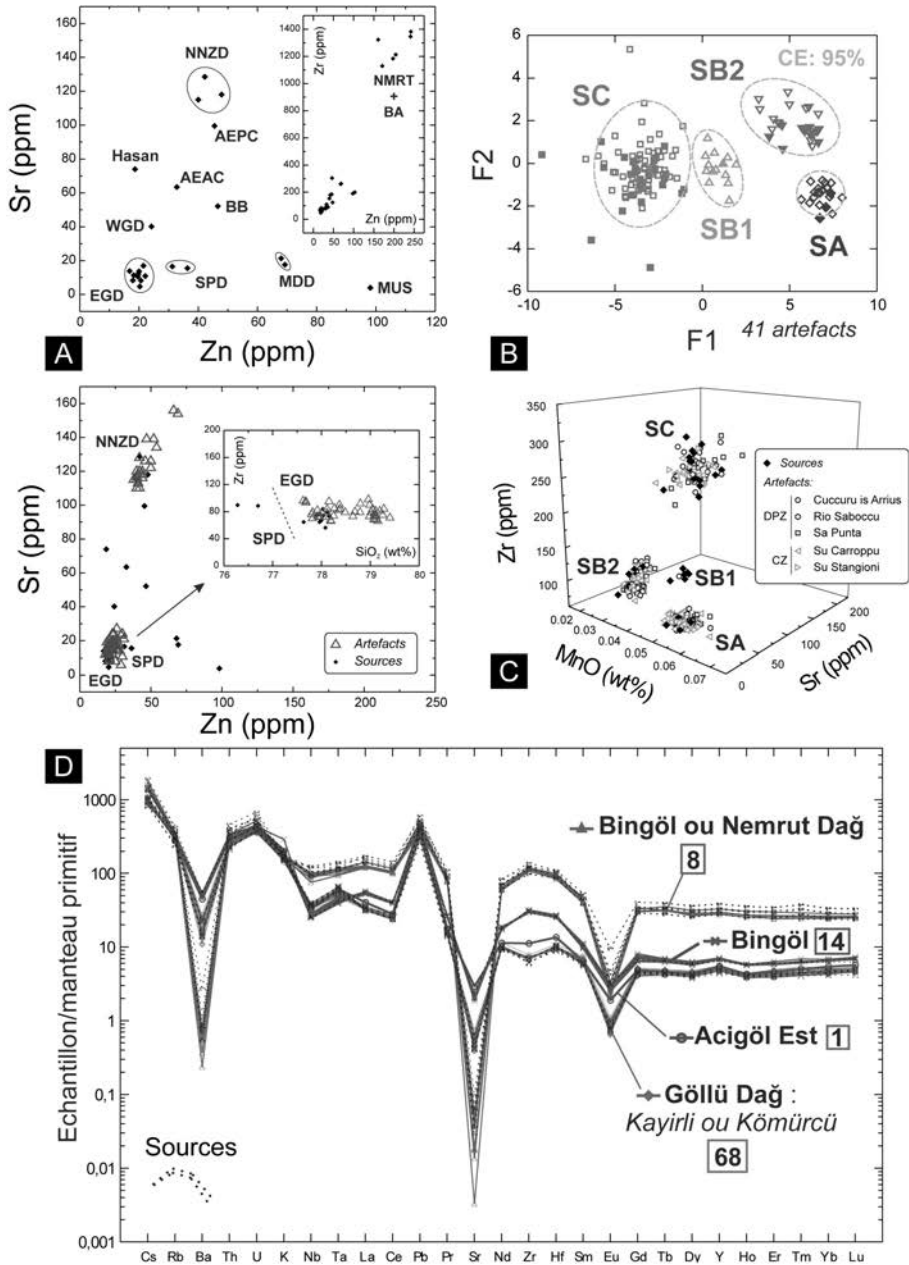 A
Sr (ppm)
160
140
120
100
80
60
40
20
0
0 20 40 60 80 100 120
Zn (ppm)
NNZD
AEPC
Hasan
AEAC
BB
WGD
EGD
SPD
MDD
MUS
Zr (ppm)
1400
1200
1000
800
600
400
200
0
0 50 100 150 200 250
Zn (ppm)
NMRT
BA
B
F2
6
4
2
0
-2
-4
-6
-10 -5 0 5 10
F1
41 artefacts
CE: 95%
SC
SB2
SB1
SA
Sr (ppm)
160
140
120
100
80
60
40
20
0
0 50 100 150 200 250
Zn (ppm)
NNZD
EGD
SPD
Zr (ppm)
200
160
120
80
40
0
76 77 78 79 80
SiO2 (wt%)
EGD
SPD
Artefacts
Sources
C
Zr (ppm)
350
300
250
200
150
100
0.02
0.03
0.04
0.05
0.06
0.07
MnO (wt%)
0
50
100
150
200
Sr (ppm)
SC
SB2
SB1
SA
Sources
Artefacts:
DPZ
Cuccuru is Arrius
Rio Saboccu
Sa Punta
CZ
Su Carroppu
Su Stangioni
D
Echantillon/manteau primitif
1000
100
10
1
0,1
0,01
0,001
Bingöl ou Nemrut Dağ
8
Bingöl 14
Acigöl Est 1
Göllü Dağ :
Kayirli ou Kömürcü
68
Sources
Cs Rb Ba Th U K Nb Ta La Ce Pb Pr Sr Nd Zr Hf Sm Eu Gd Tb Dy Y Ho Er Tm Yb Lu